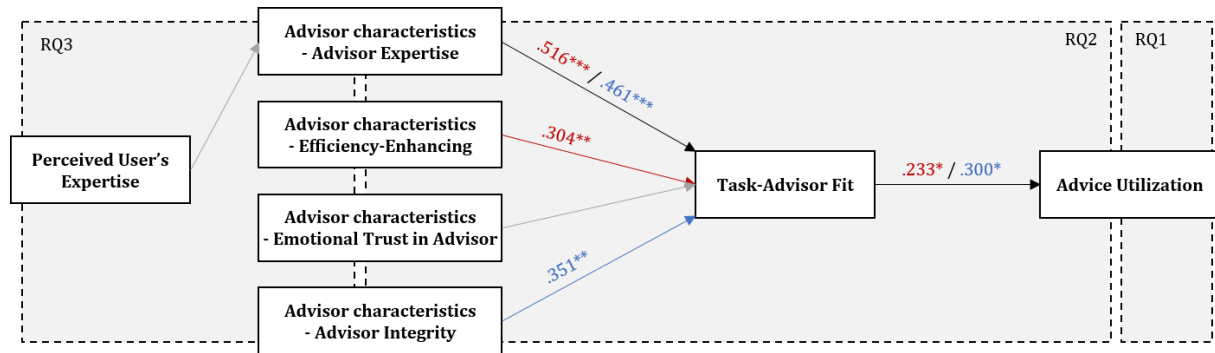 RQ3
Advisor characteristics
- Advisor Expertise
RQ2
RQ1
.516*** / .461***
Advisor characteristics
- Efficiency-Enhancing
.304**
Perceived User’s
Expertise
Task-Advisor Fit
.233* / .300*
Advice Utilization
Advisor characteristics
- Emotional Trust in Advisor
.351**
Advisor characteristics
- Advisor Integrity